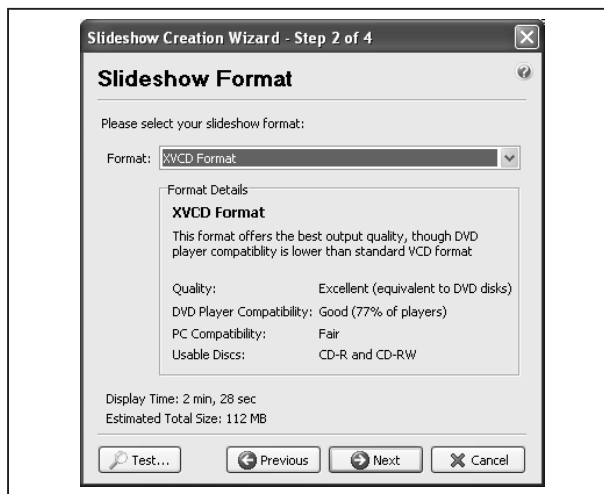 Slideshow Creation Wizard - Step 2 of 4
Slideshow Format
Please select your slideshow format:
Format: XVCD Format
Format Details
XVCD Format
This format offers the best output quality, though DVD
player compatiblity is lower than standard VCD format
Quality: Excellent (equivalent to DVD disks)
DVD Player Compatibility: Good (77% of players)
PC Compatibility: Fair
Usable Discs: CD-R and CD-RW
Display Time: 2 min, 28 sec
Estimated Total Size: 112 MB
Test... Previous Next Cancel